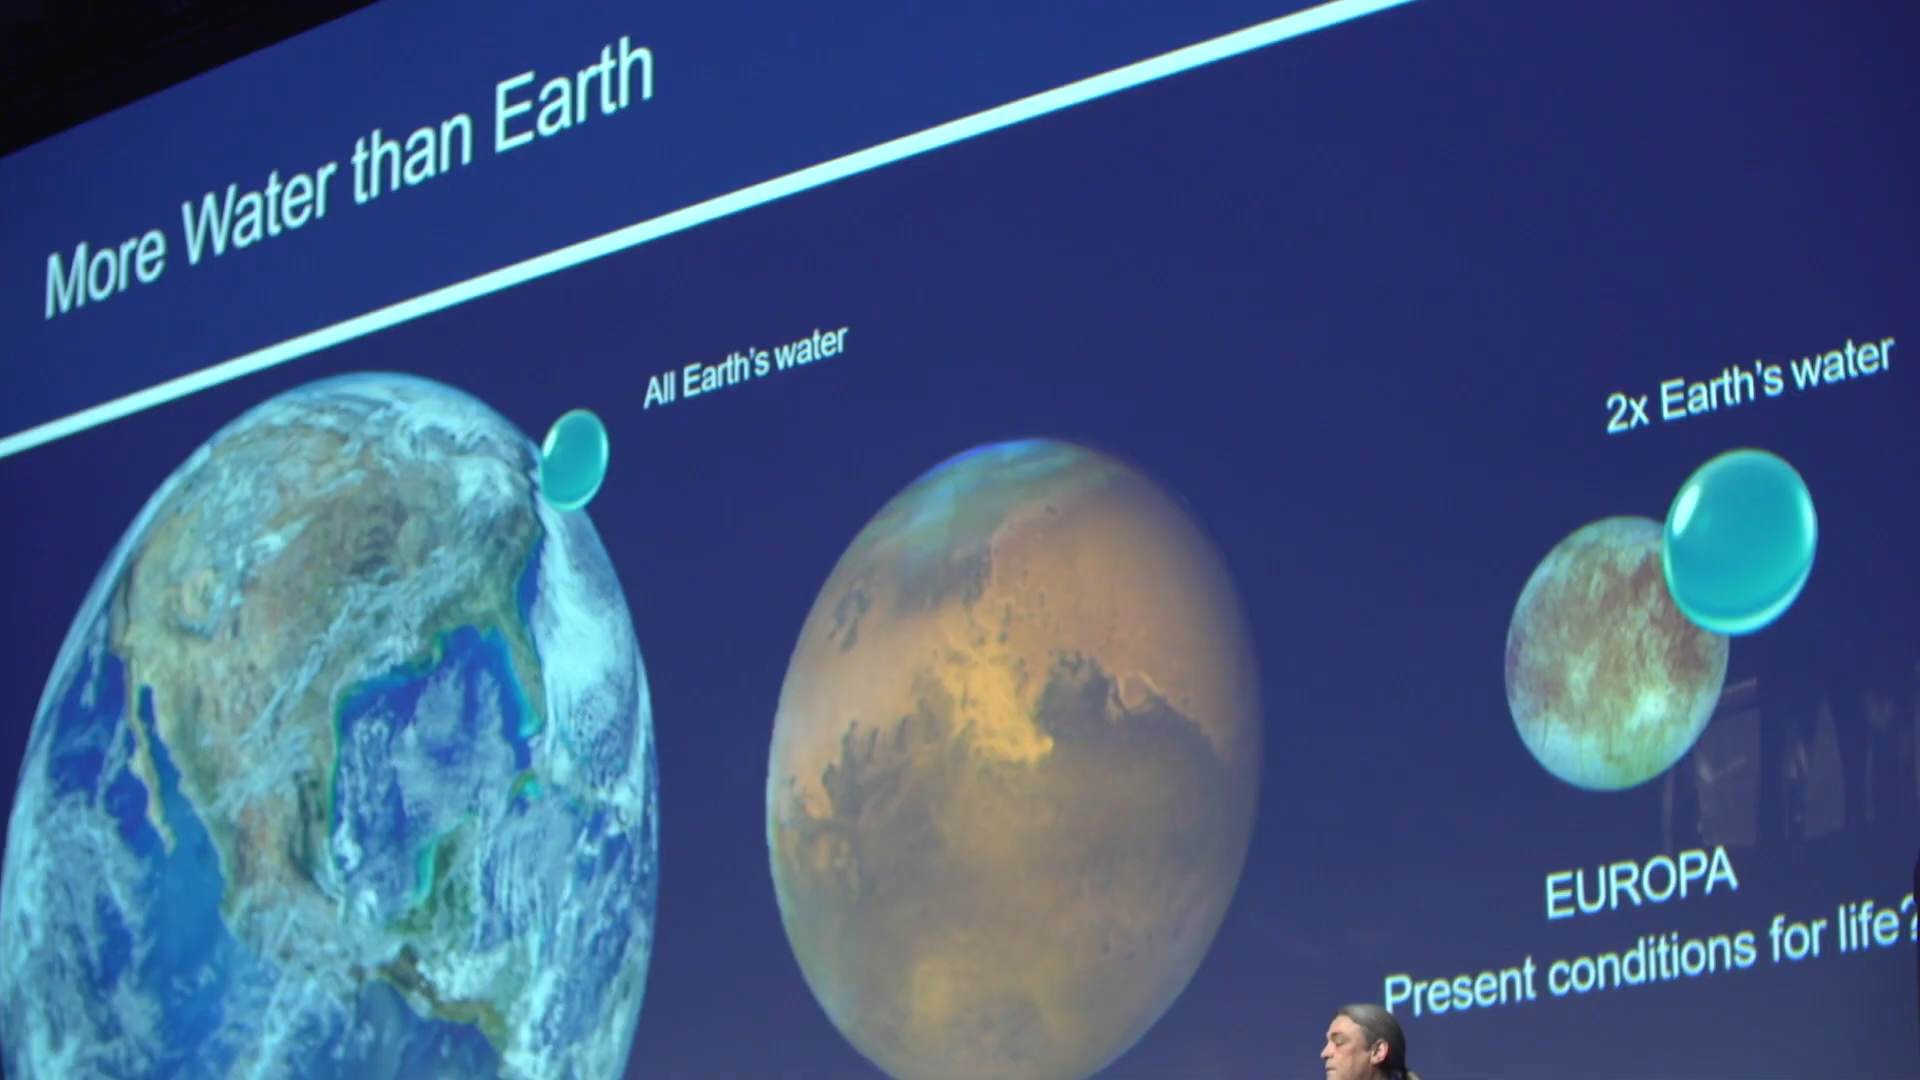 More Water than Earth
All Earth's water
2x Earth's water
EUROPA
Present conditions for life?